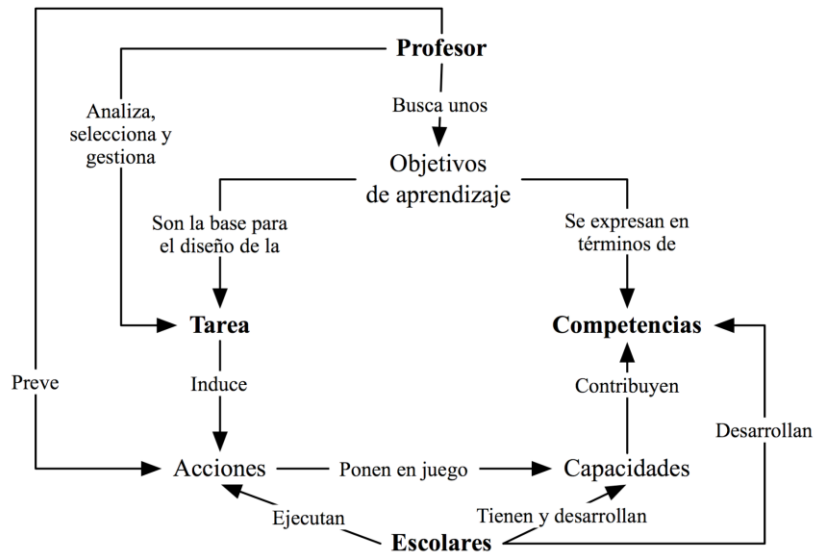 Profesor
Analiza,
selecciona y
gestiona
Busca unos
Objetivos
de aprendizaje
Son la base para
el diseño de la
Se expresan en
términos de
Tarea
Competencias
Preve
Induce
Contribuyen
Desarrollan
Acciones
Ponen en juego
Capacidades
Ejecutan
Tienen y desarrollan
Escolares